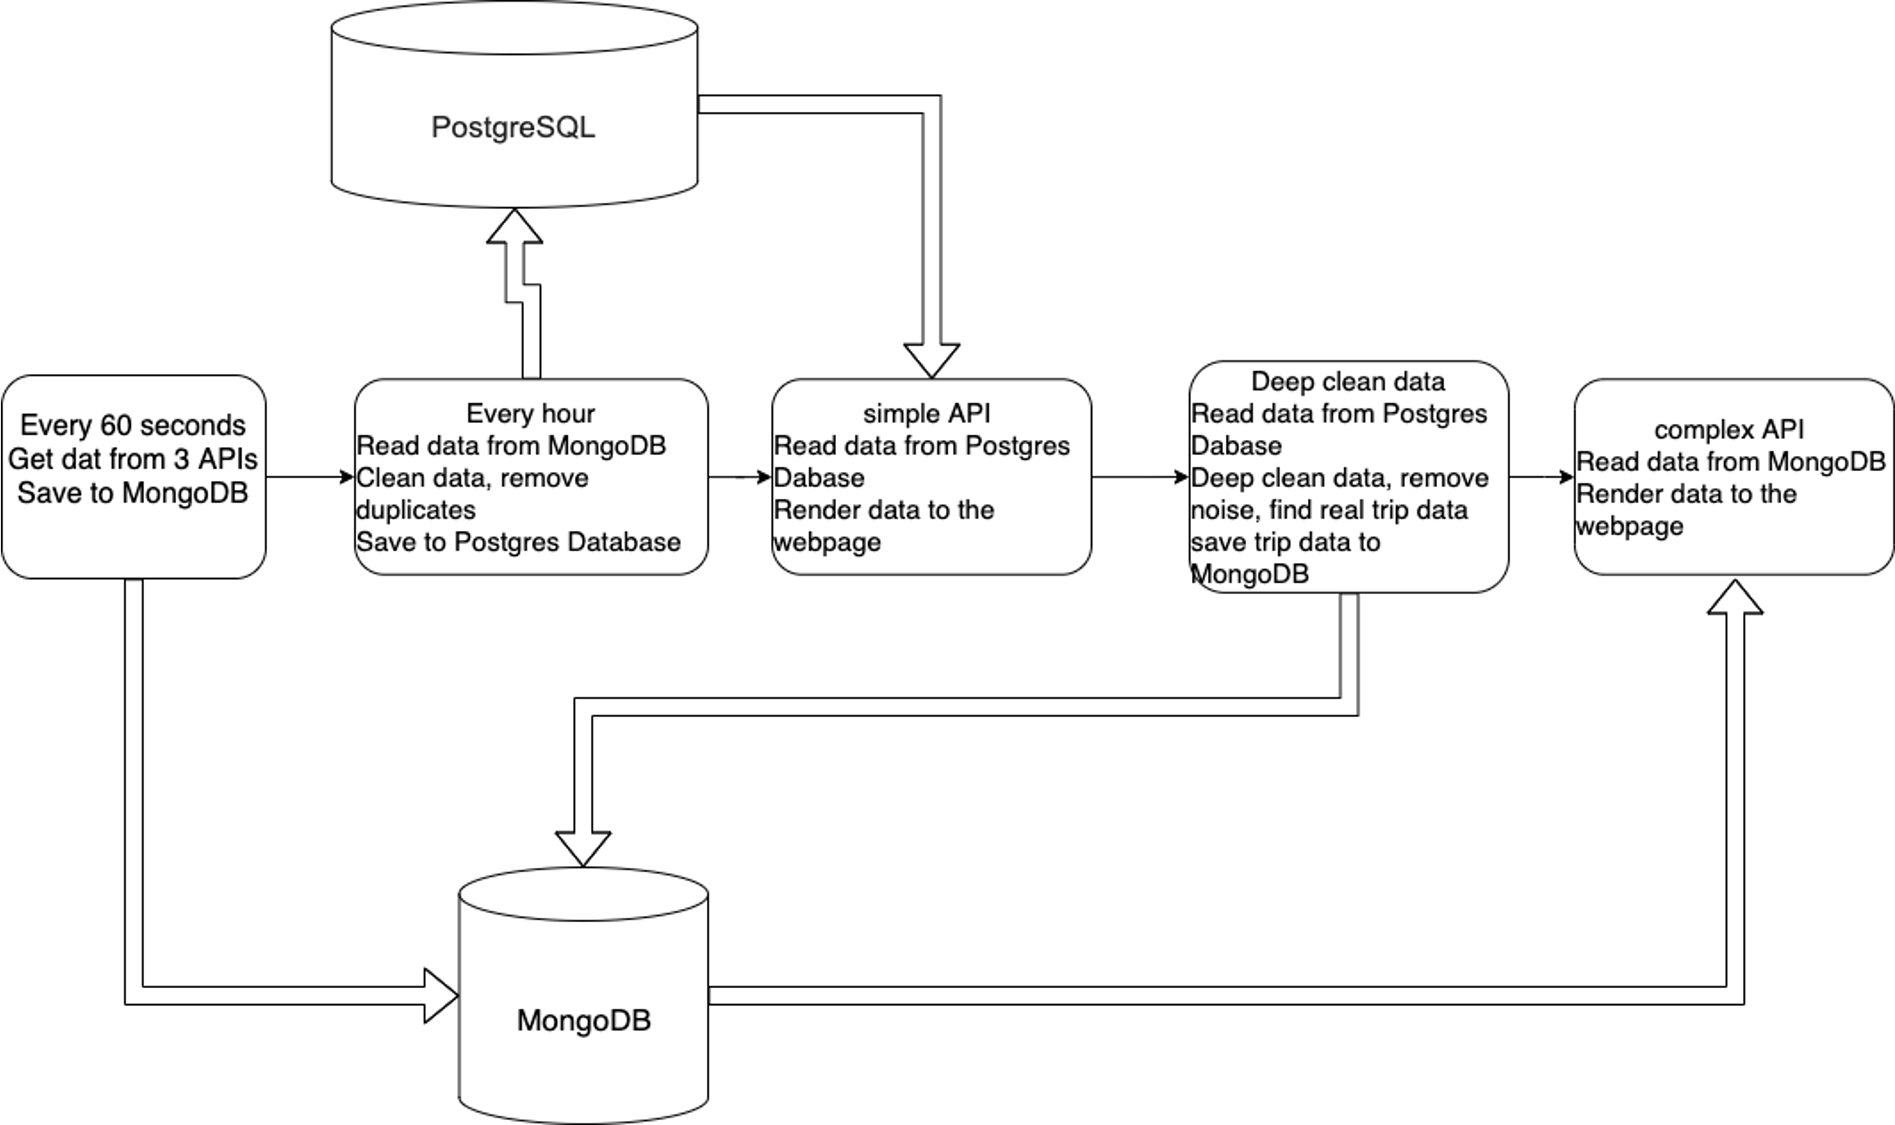 PostgreSQL
Every 60 seconds
Get dat from 3 APIs
Save to MongoDB
Every hour
Read data from MongoDB
Clean data, remove
duplicates
Save to Postgres Database
simple API
Read data from Postgres
Dabase
Render data to the
webpage
Deep clean data
Read data from Postgres
Dabase
Deep clean data, remove
noise, find real trip data
save trip data to
MongoDB
complex API
Read data from MongoDB
Render data to the
webpage
MongoDB